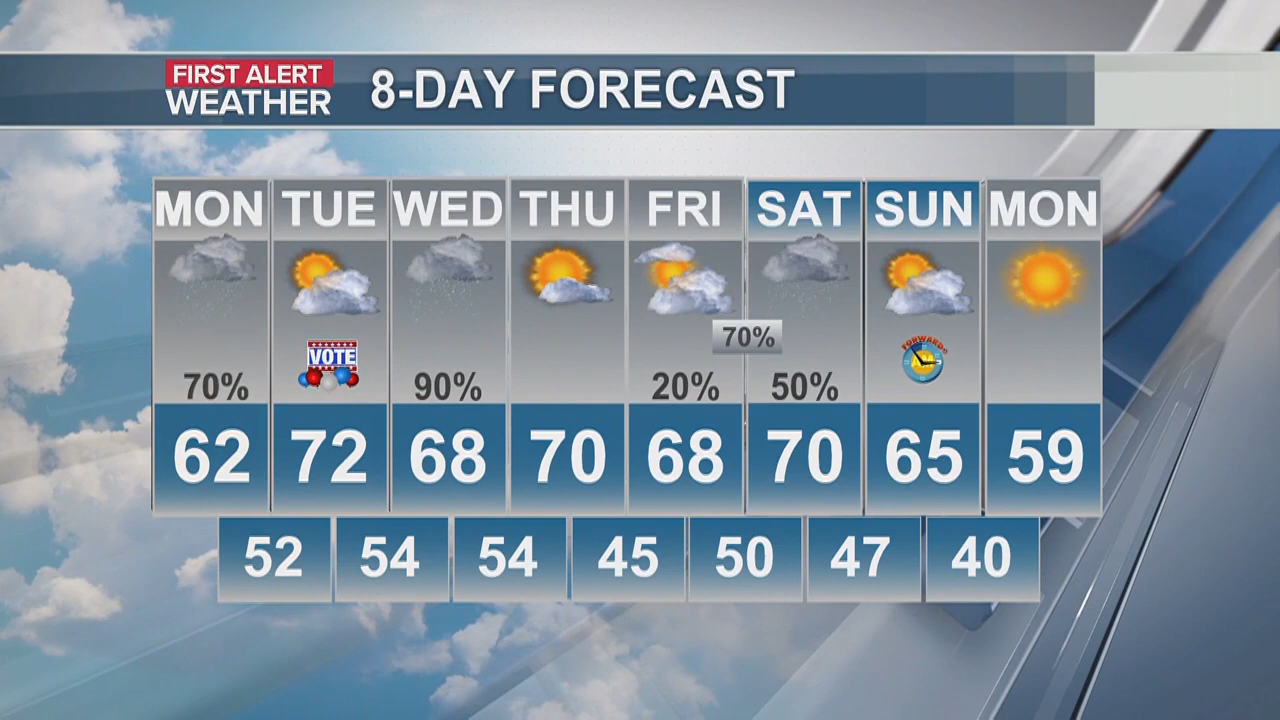 FIRST ALERT
WEATHER
8-DAY FORECAST
MON TUE WED THU FRI SAT SUN MON
VOTE
FORWARD
70%
70% 90% 20% 50%
62 72 68 70 68 70 65 59
52 54 54 45 50 47 40